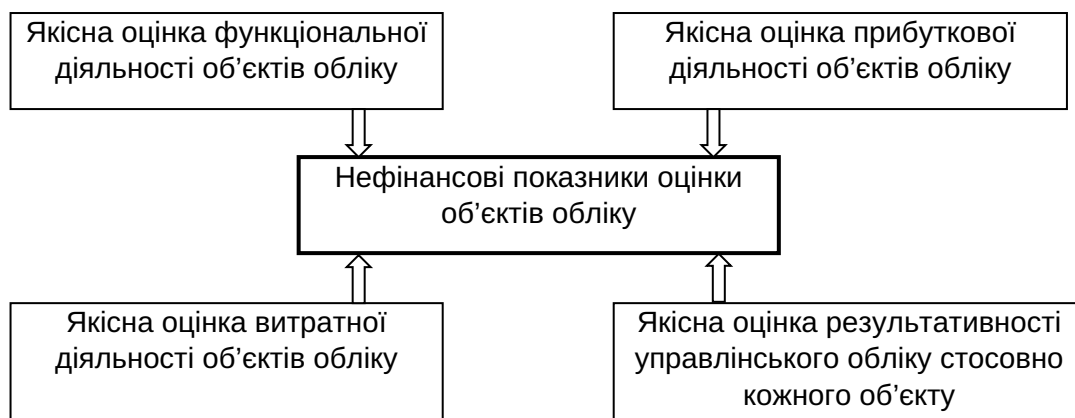 Якісна оцінка функціональної
діяльності об’єктів обліку
Якісна оцінка прибуткової
діяльності об’єктів обліку
Нефінансові показники оцінки
об’єктів обліку
Якісна оцінка витратної
діяльності об’єктів обліку
Якісна оцінка результативності
управлінського обліку стосовно
кожного об’єкту